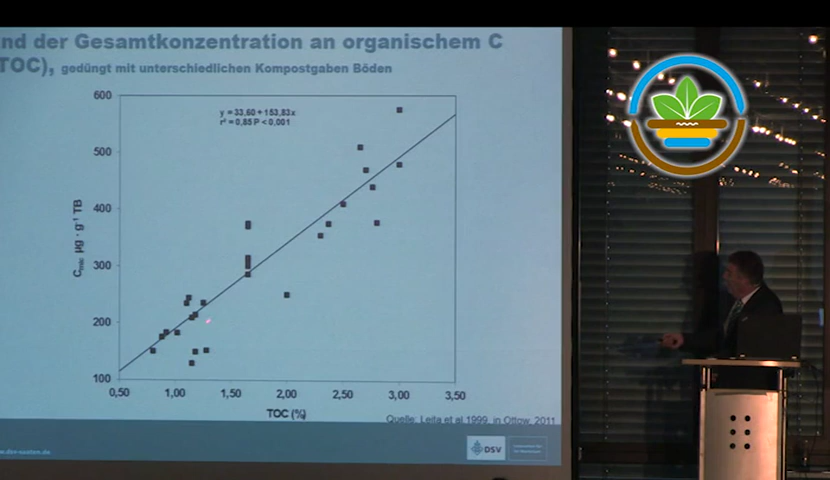 nd der Gesamtkonzentration an organischem C
TOC), gedüngt mit unterschiedlichen Kompostgaben Böden
600
500
400
300
200
100
y = 33,60 + 153,83x
r² = 0,85 P < 0,001
Cmic µg · g⁻¹ TB
0,50 1,00 1,50 2,00 2,50 3,00 3,50
TOC (%)
Quelle: Leita et al 1999, in Ottow, 2011
w.dsv-saaten.de
DSV